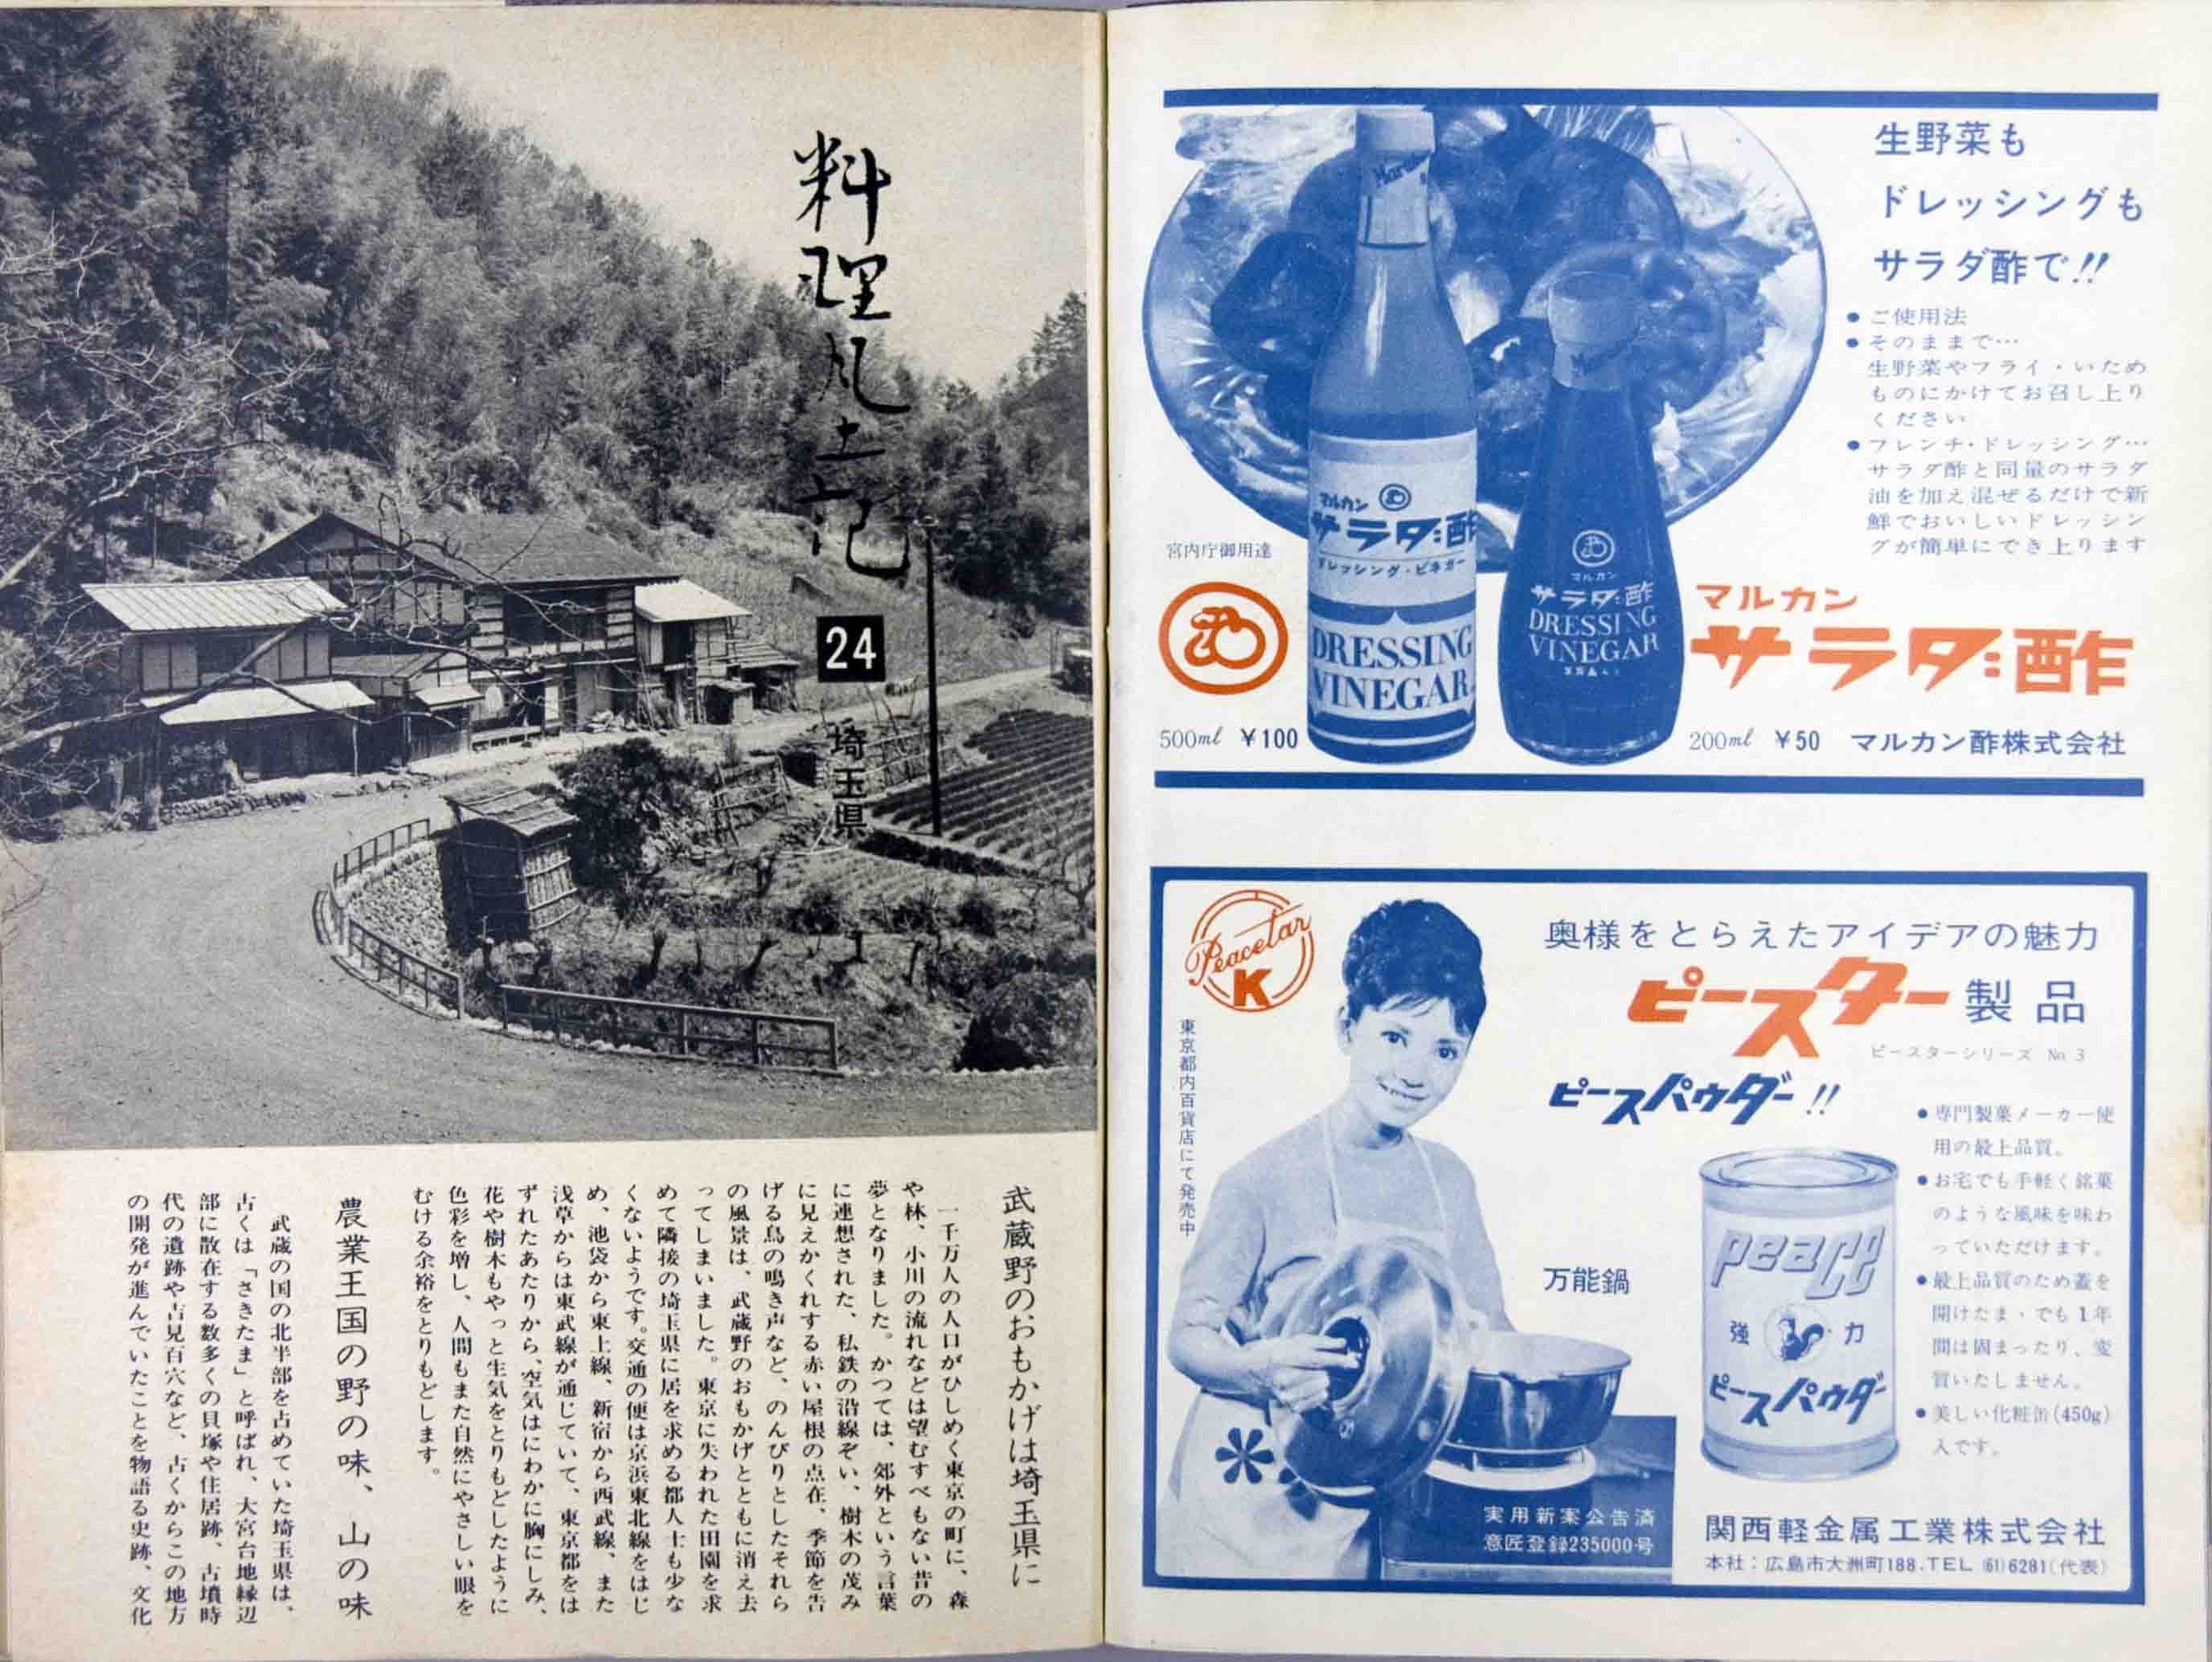 料理風土記
24
埼玉県
武蔵野のおもかげは埼玉県に
一千万人の人口がひしめく東京の町に、森
や林、小川の流れなどは望むすべもない昔の
夢となりました。かつては、郊外という言葉
に連想された、私鉄の沿線ぞい、樹木の茂み
に見えかくれする赤い屋根の点在、季節を告
げる鳥の鳴き声など、のんびりとしたそれら
の風景は、武蔵野のおもかげとともに消え去
ってしまいました。東京に失われた田園を求
めて隣接の埼玉県に居を求める都人士も少な
くないようです。交通の便は京浜東北線をはじ
め、池袋から東上線、新宿から西武線、また
浅草からは東武線が通じていて、東京都をは
ずれたあたりから、空気はにわかに胸にしみ、
花や樹木もやっと生気をとりもどしたように
色彩を増し、人間もまた自然にやさしい眼を
むける余裕をとりもどします。
農業王国の野の味、山の味
武蔵の国の北半部を占めていた埼玉県は、
古くは「さきたま」と呼ばれ、大宮台地縁辺
部に散在する数多くの貝塚や住居跡、古墳時
代の遺跡や吉見百穴など、古くからこの地方
の開発が進んでいたことを物語る史跡、文化
生野菜も
ドレッシングも
サラダ酢で!!
●ご使用法
●そのままで…
生野菜やフライ・いため
ものにかけてお召し上り
ください
●フレンチ・ドレッシング…
サラダ酢と同量のサラダ
油を加え混ぜるだけで新
鮮でおいしいドレッシン
グが簡単にでき上ります
宮内庁御用達
マルカン
サラダ酢
ドレッシング・ビネガー
DRESSING
VINEGAR
マルカン
サラダ酢
DRESSING
VINEGAR
マルカン
サラダ酢
500ml ¥100
200ml ¥50 マルカン酢株式会社
Peacetar
K
東京都内百貨店にて発売中
奥様をとらえたアイデアの魅力
ピースター製品
ピースターシリーズ No 3
ピースパウダー!!
●専門製菓メーカー使
用の最上品質。
●お宅でも手軽く銘菓
のような風味を味わ
っていただけます。
●最上品質のため蓋を
開けたまゝでも1年
間は固まったり、変
質いたしません。
●美しい化粧缶(450g)
入です。
万能鍋
peace
強力
ピースパウダー
実用新案公告済
意匠登録235000号
関西軽金属工業株式会社
本社：広島市大洲町188.TEL(61)6281(代表)